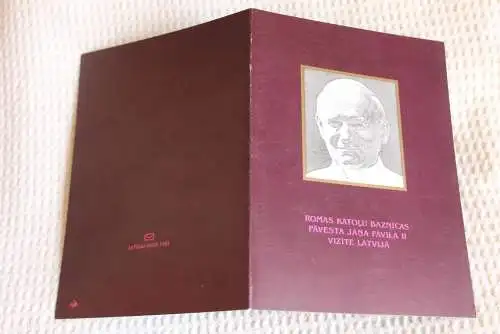 ROMAS KATOĻU BAZNĪCAS
PĀVESTA JĀŅA PĀVILA II
VIZĪTE LATVIJĀ